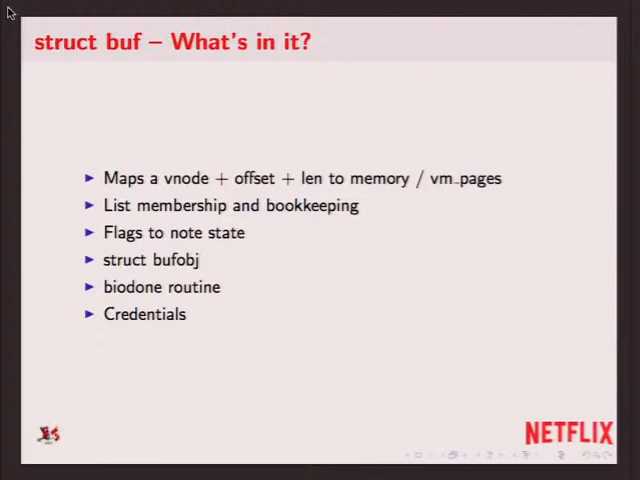 struct buf – What's in it?
Maps a vnode + offset + len to memory / vm_pages
List membership and bookkeeping
Flags to note state
struct bufobj
biodone routine
Credentials
NETFLIX